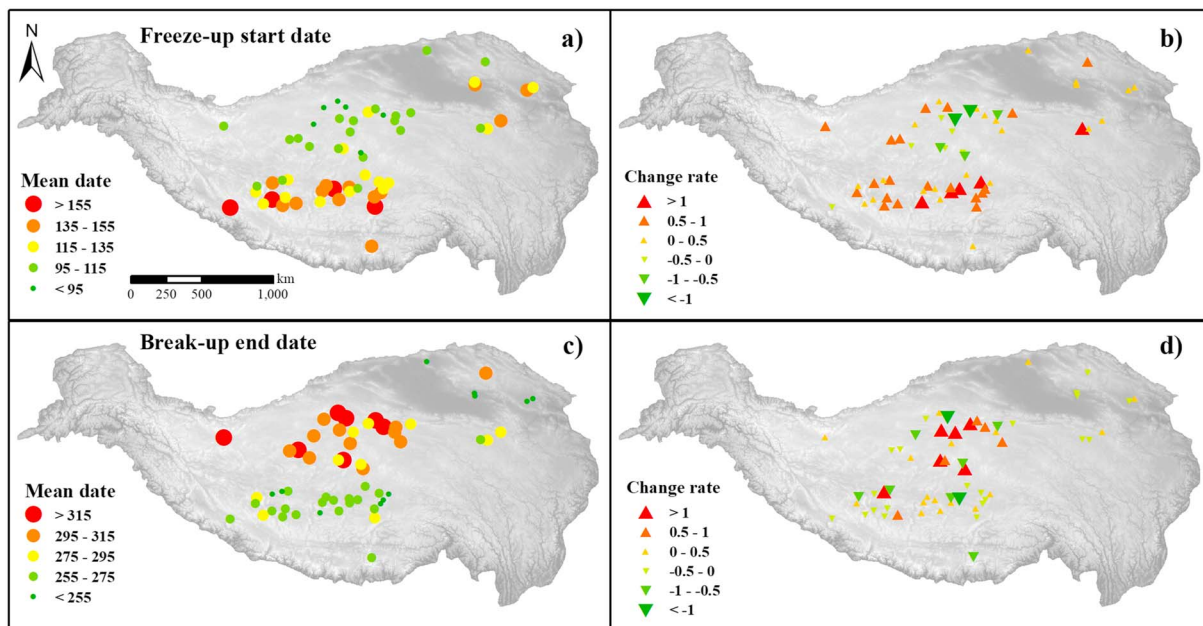 N
Freeze-up start date
a)
Mean date
> 155
135 - 155
115 - 135
95 - 115
< 95
km
0 250 500 1,000
b)
Change rate
> 1
0.5 - 1
0 - 0.5
-0.5 - 0
-1 - -0.5
< -1
Break-up end date
c)
Mean date
> 315
295 - 315
275 - 295
255 - 275
< 255
d)
Change rate
> 1
0.5 - 1
0 - 0.5
-0.5 - 0
-1 - -0.5
< -1